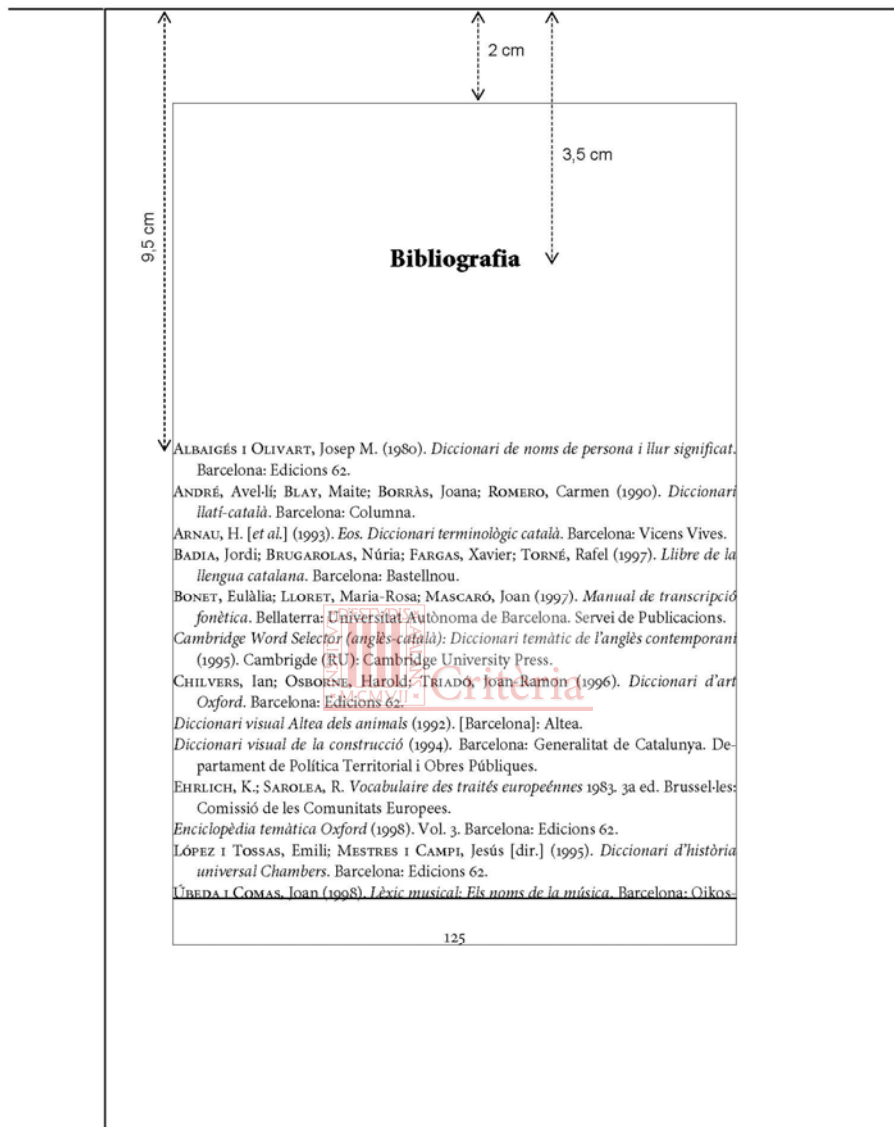 2 cm
3,5 cm
9,5 cm
Bibliografia
ALBAIGÉS I OLIVART, Josep M. (1980). Diccionari de noms de persona i llur significat.
Barcelona: Edicions 62.
ANDRÉ, Avel·lí; BLAY, Maite; BORRÀS, Joana; ROMERO, Carmen (1990). Diccionari
llatí-català. Barcelona: Columna.
ARNAU, H. [et al.] (1993). Eos. Diccionari terminològic català. Barcelona: Vicens Vives.
BADIA, Jordi; BRUGAROLAS, Núria; FARGAS, Xavier; TORNÉ, Rafel (1997). Llibre de la
llengua catalana. Barcelona: Bastellnou.
BONET, Eulàlia; LLORET, Maria-Rosa; MASCARÓ, Joan (1997). Manual de transcripció
fonètica. Bellaterra: Universitat Autònoma de Barcelona. Servei de Publicacions.
Cambridge Word Selector (anglès-català): Diccionari temàtic de l'anglès contemporani
(1995). Cambrigde (RU): Cambridge University Press.
CHILVERS, Ian; OSBORNE, Harold; TRIADÓ, Joan-Ramon (1996). Diccionari d'art
Oxford. Barcelona: Edicions 62.
MCMVII
Critèria
Diccionari visual Altea dels animals (1992). [Barcelona]: Altea.
Diccionari visual de la construcció (1994). Barcelona: Generalitat de Catalunya. De-
partament de Política Territorial i Obres Públiques.
EHRLICH, K.; SAROLEA, R. Vocabulaire des traités europeénnes 1983. 3a ed. Brussel·les:
Comissió de les Comunitats Europees.
Enciclopèdia temàtica Oxford (1998). Vol. 3. Barcelona: Edicions 62.
LÓPEZ I TOSSAS, Emili; MESTRES I CAMPI, Jesús [dir.] (1995). Diccionari d'història
universal Chambers. Barcelona: Edicions 62.
ÚBEDA I COMAS, Joan (1998). Lèxic musical: Els noms de la música. Barcelona: Oikos-
125